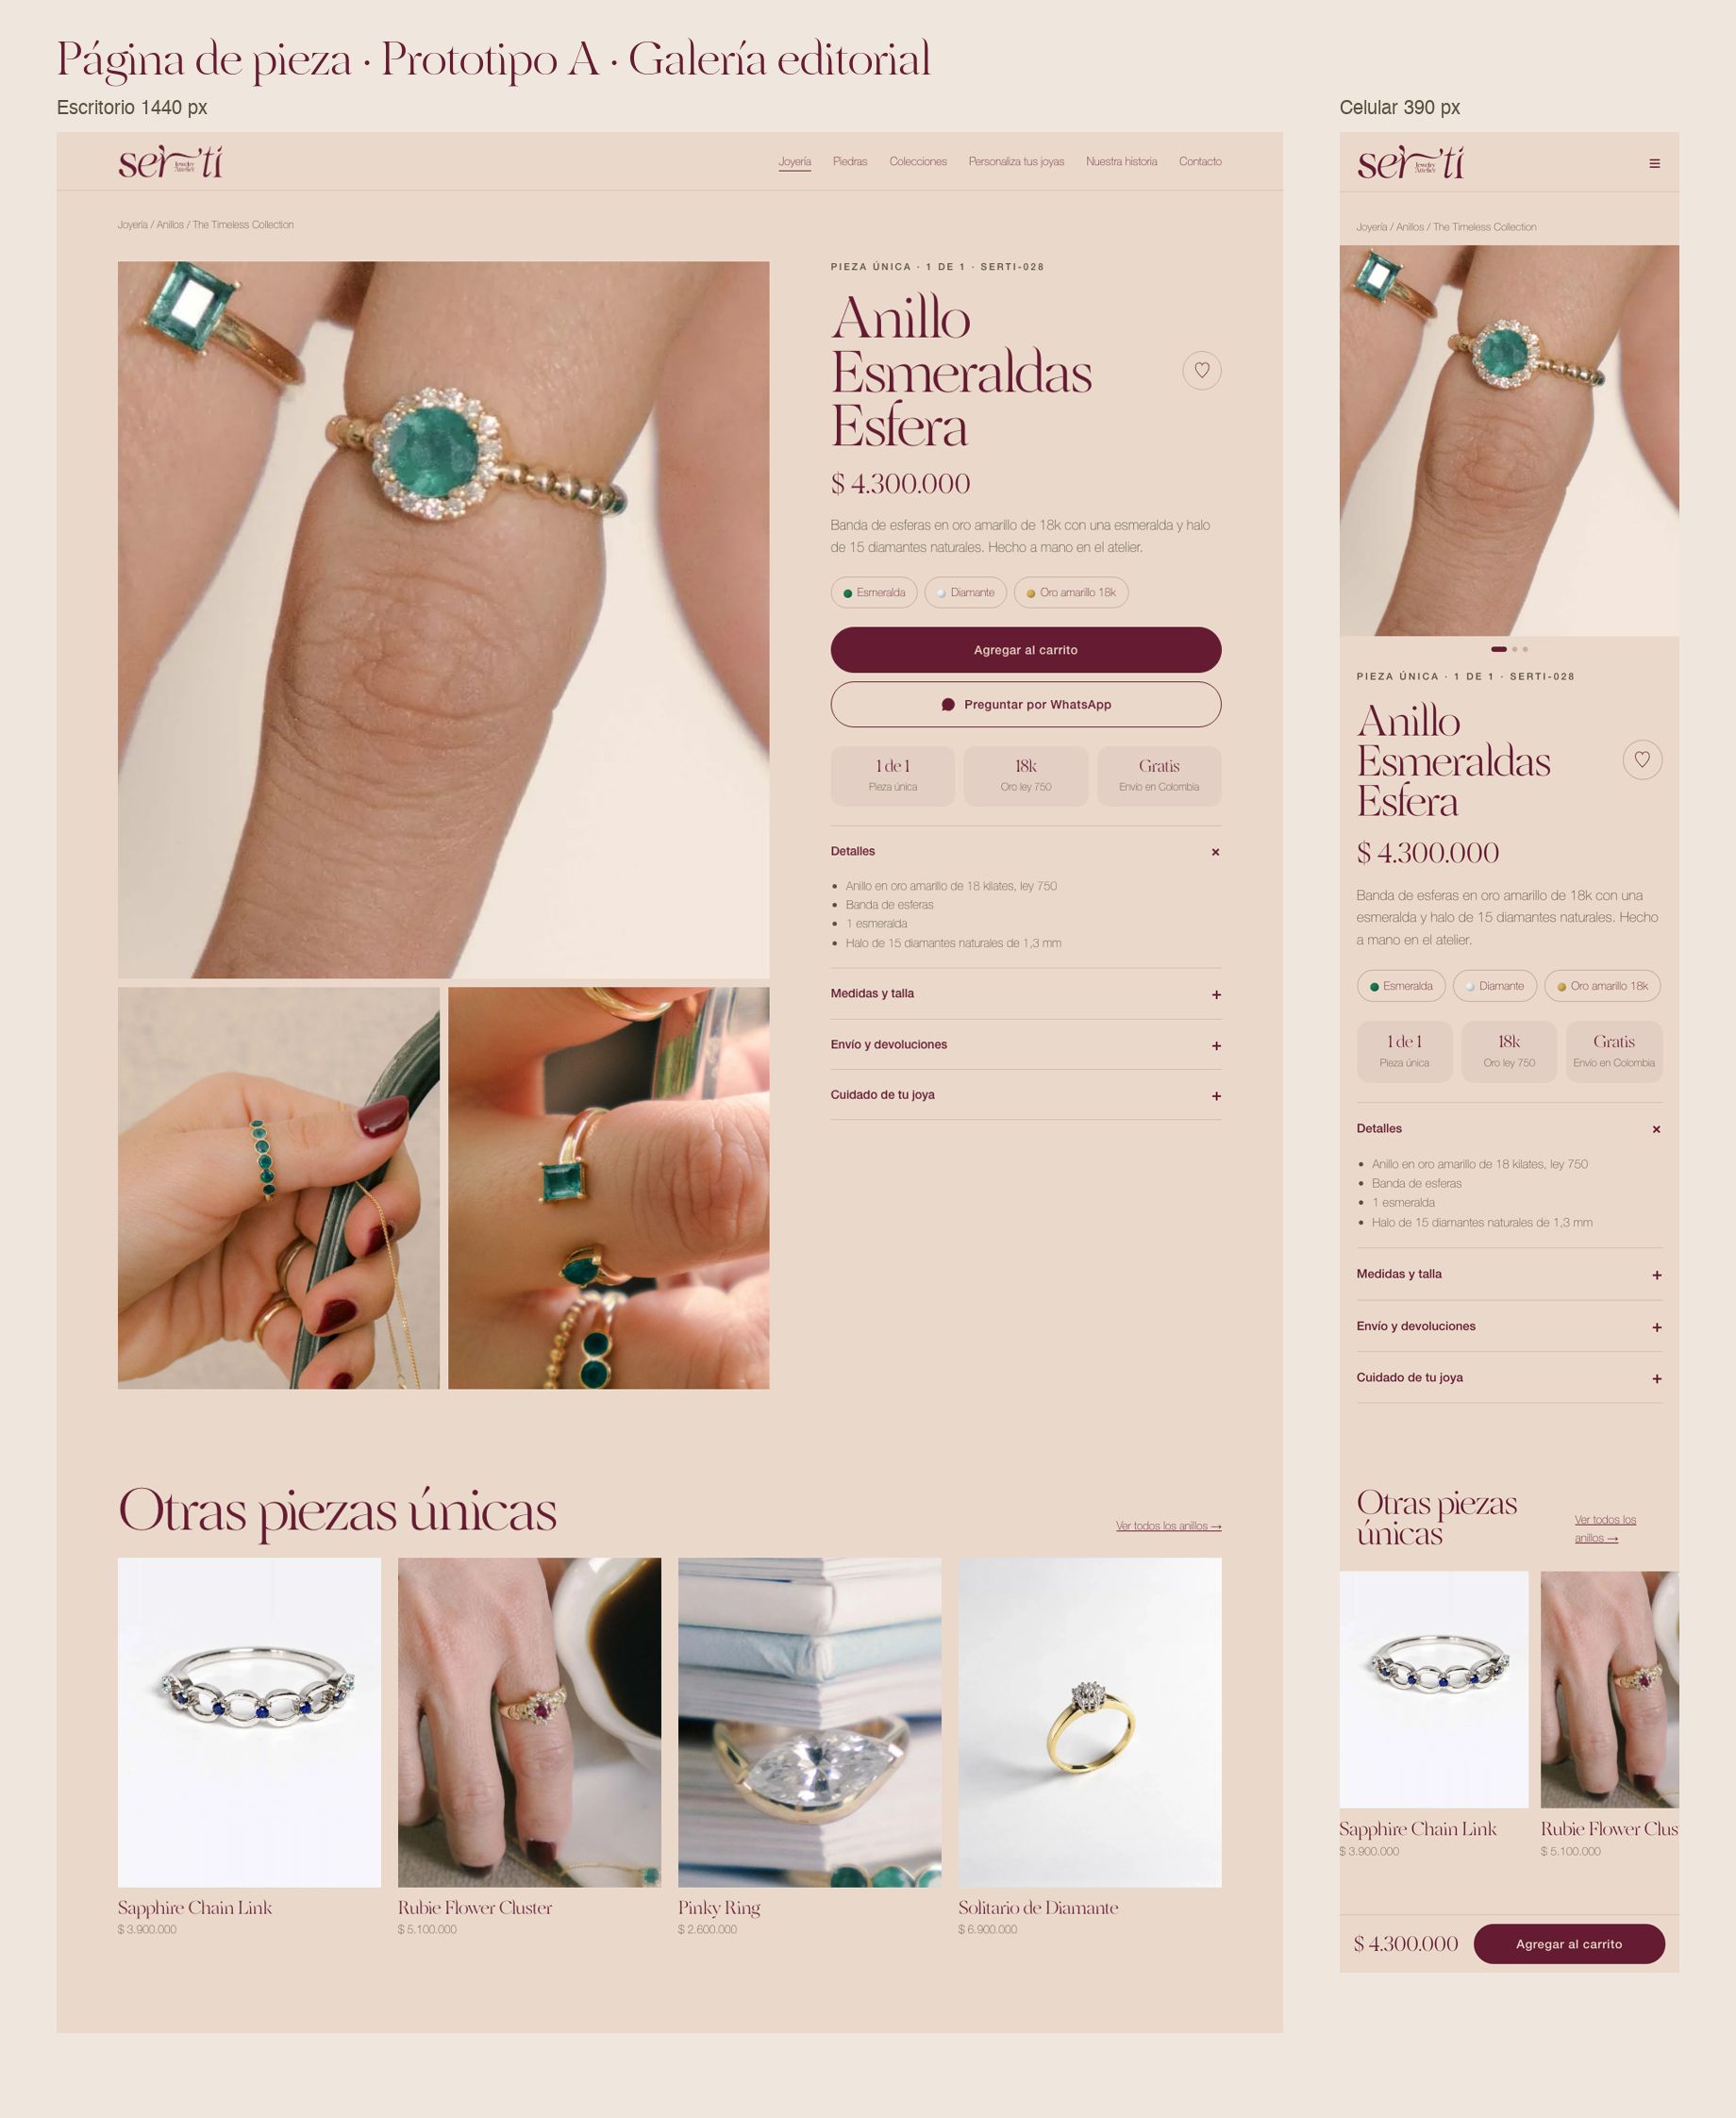 Página de pieza · Prototipo A · Galería editorial
Escritorio 1440 px
serti
Jewelry
Attelier
Joyería Piedras Colecciones Personaliza tus joyas Nuestra historia Contacto
Joyería / Anillos / The Timeless Collection
PIEZA ÚNICA · 1 DE 1 · SERTI-028
Anillo
Esmeraldas
Esfera
$ 4.300.000
Banda de esferas en oro amarillo de 18k con una esmeralda y halo
de 15 diamantes naturales. Hecho a mano en el atelier.
Esmeralda Diamante Oro amarillo 18k
Agregar al carrito
Preguntar por WhatsApp
1 de 1 18k Gratis
Pieza única Oro ley 750 Envío en Colombia
Detalles ×
• Anillo en oro amarillo de 18 kilates, ley 750
• Banda de esferas
• 1 esmeralda
• Halo de 15 diamantes naturales de 1,3 mm
Medidas y talla +
Envío y devoluciones +
Cuidado de tu joya +
Otras piezas únicas
Ver todos los anillos →
Sapphire Chain Link Rubie Flower Cluster Pinky Ring Solitario de Diamante
$ 3.900.000 $ 5.100.000 $ 2.600.000 $ 6.900.000
Celular 390 px
serti
Jewelry
Attelier
Joyería / Anillos / The Timeless Collection
PIEZA ÚNICA · 1 DE 1 · SERTI-028
Anillo
Esmeraldas
Esfera
$ 4.300.000
Banda de esferas en oro amarillo de 18k con una
esmeralda y halo de 15 diamantes naturales. Hecho
a mano en el atelier.
Esmeralda Diamante Oro amarillo 18k
1 de 1 18k Gratis
Pieza única Oro ley 750 Envío en Colombia
Detalles ×
• Anillo en oro amarillo de 18 kilates, ley 750
• Banda de esferas
• 1 esmeralda
• Halo de 15 diamantes naturales de 1,3 mm
Medidas y talla +
Envío y devoluciones +
Cuidado de tu joya +
Otras piezas
únicas
Ver todos los
anillos →
Sapphire Chain Link Rubie Flower Clus
$ 3.900.000 $ 5.100.000
$ 4.300.000 Agregar al carrito